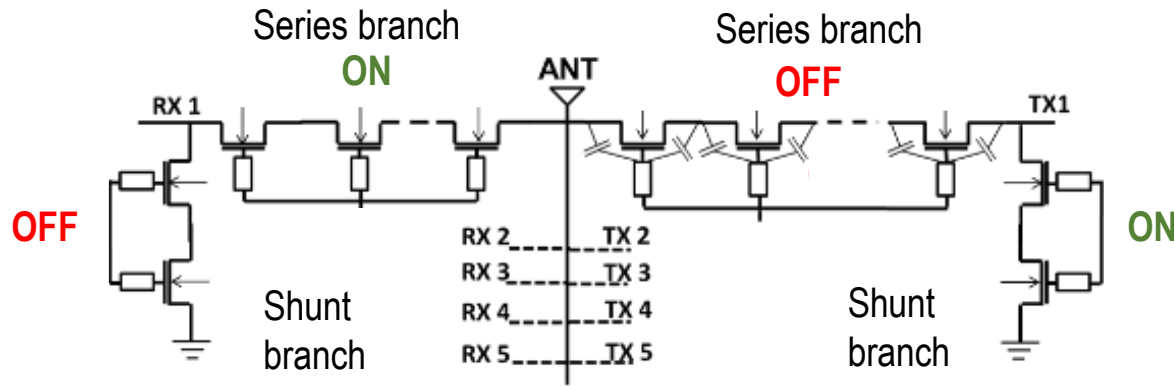 Series branch
ON
ANT
Series branch
OFF
RX 1
TX1
OFF
ON
RX 2 TX 2
RX 3 TX 3
RX 4 TX 4
RX 5 TX 5
Shunt
branch
Shunt
branch